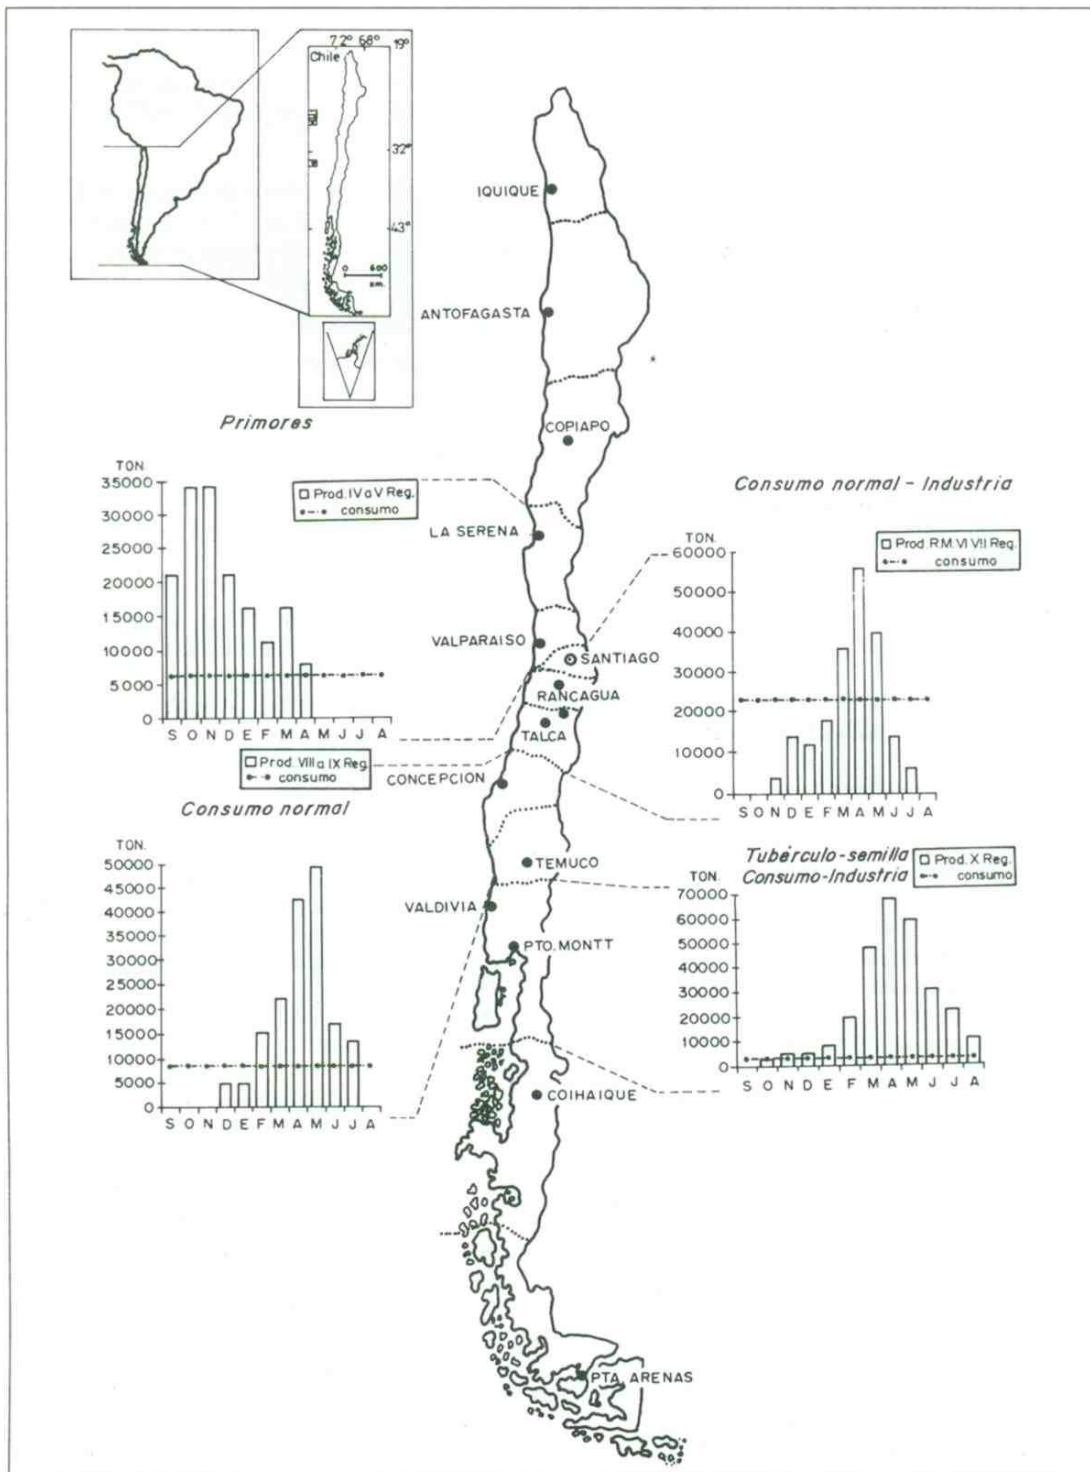 72° 68° 19°
Chile
32°
43°
0 600
km.
IQUIQUE
ANTOFAGASTA
COPIAPO
LA SERENA
VALPARAISO
SANTIAGO
RANCAGUA
TALCA
CONCEPCION
TEMUCO
VALDIVIA
PTO. MONTT
COIHAIQUE
PTA. ARENAS
Primores
TON.
Prod. IV a V Reg.
consumo
35000
30000
25000
20000
15000
10000
5000
0
S O N D E F M A M J J A
Consumo normal - Industria
TON.
Prod. R.M. VI VII Reg.
consumo
60000
50000
40000
30000
20000
10000
0
S O N D E F M A M J J A
Prod. VIII a IX Reg.
consumo
Consumo normal
TON.
50000
45000
40000
35000
30000
25000
20000
15000
10000
5000
0
S O N D E F M A M J J A
Tubérculo-semilla
Consumo-Industria
Prod. X Reg.
consumo
TON.
70000
60000
50000
40000
30000
20000
10000
0
S O N D E F M A M J J A